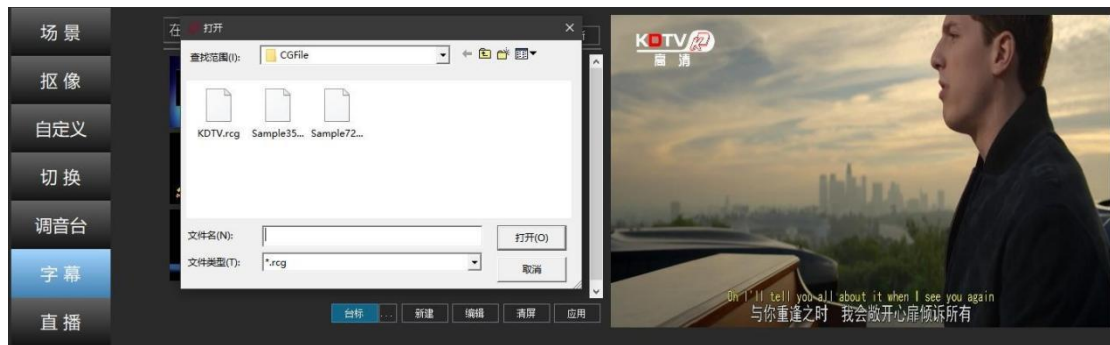 场 景
抠 像
自定义
切 换
调音台
字 幕
直 播
在
打开
查找范围(I):
CGFile
KDTV.rcg
Sample35...
Sample72...
文件名(N):
打开(O)
文件类型(T):
*.rcg
取消
台标
...
新建
编辑
清屏
应用
KDTV
高 清
On I'll tell you all about it when I see you again
与你重逢之时 我会敞开心扉倾诉所有